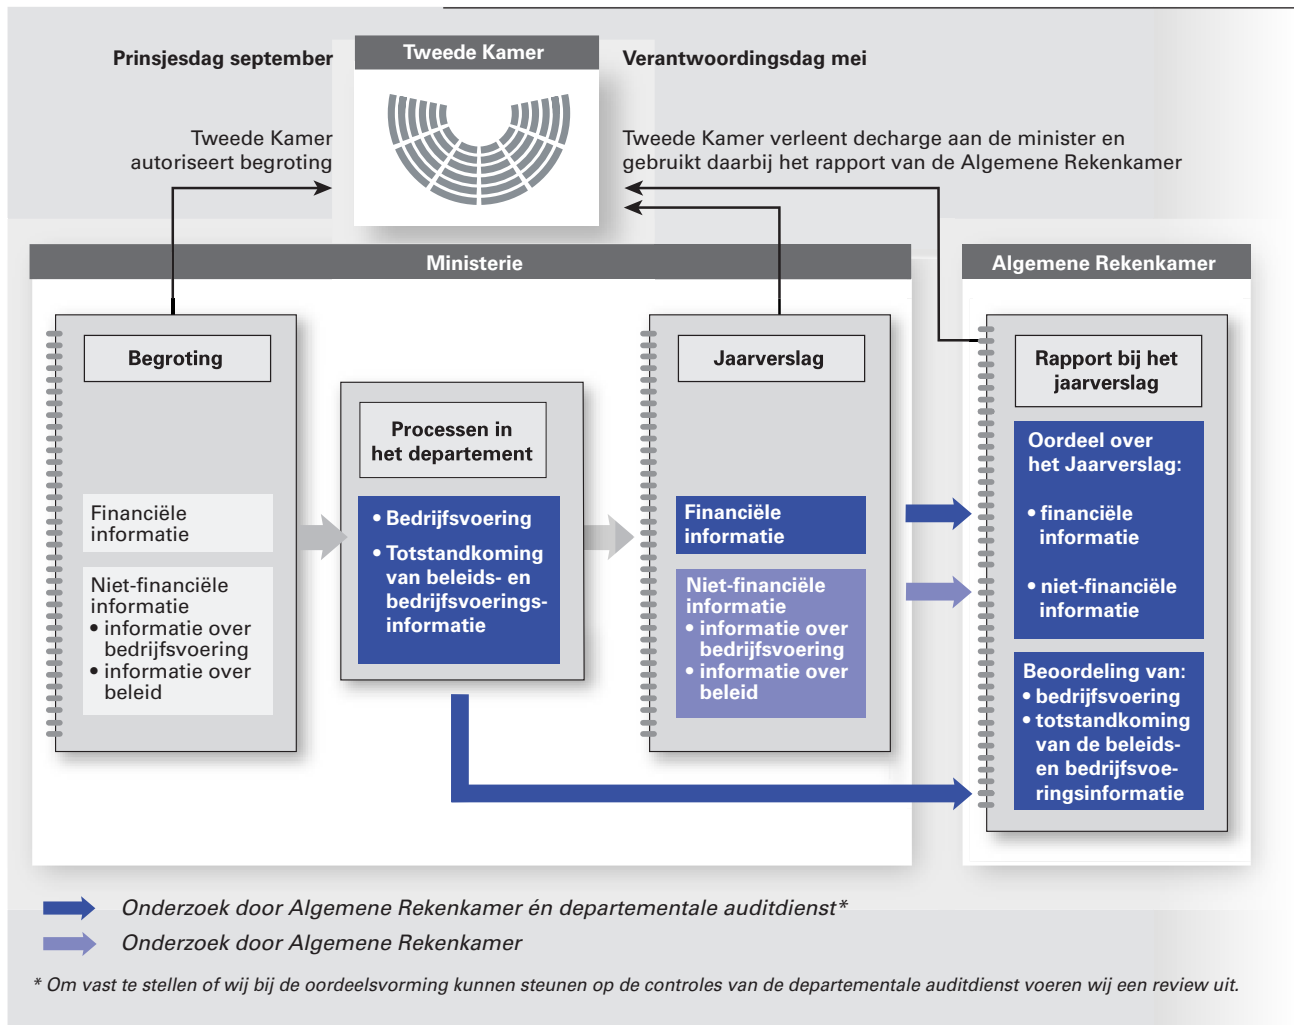 Prinsjesdag september
Tweede Kamer
Verantwoordingsdag mei
Tweede Kamer
autoriseert begroting
Tweede Kamer verleent decharge aan de minister en
gebruikt daarbij het rapport van de Algemene Rekenkamer
Ministerie
Algemene Rekenkamer
Begroting
Financiële
informatie
Niet-financiële
informatie
• informatie over
bedrijfsvoering
• informatie over
beleid
Processen in
het departement
• Bedrijfsvoering
• Totstandkoming
van beleids- en
bedrijfsvoerings-
informatie
Jaarverslag
Financiële
informatie
Niet-financiële
informatie
• informatie over
bedrijfsvoering
• informatie over
beleid
Rapport bij het
jaarverslag
Oordeel over
het Jaarverslag:
• financiële
informatie
• niet-financiële
informatie
Beoordeling van:
• bedrijfsvoering
• totstandkoming
van de beleids-
en bedrijfsvoe-
ringsinformatie
Onderzoek door Algemene Rekenkamer én departementale auditdienst*
Onderzoek door Algemene Rekenkamer
* Om vast te stellen of wij bij de oordeelsvorming kunnen steunen op de controles van de departementale auditdienst voeren wij een review uit.